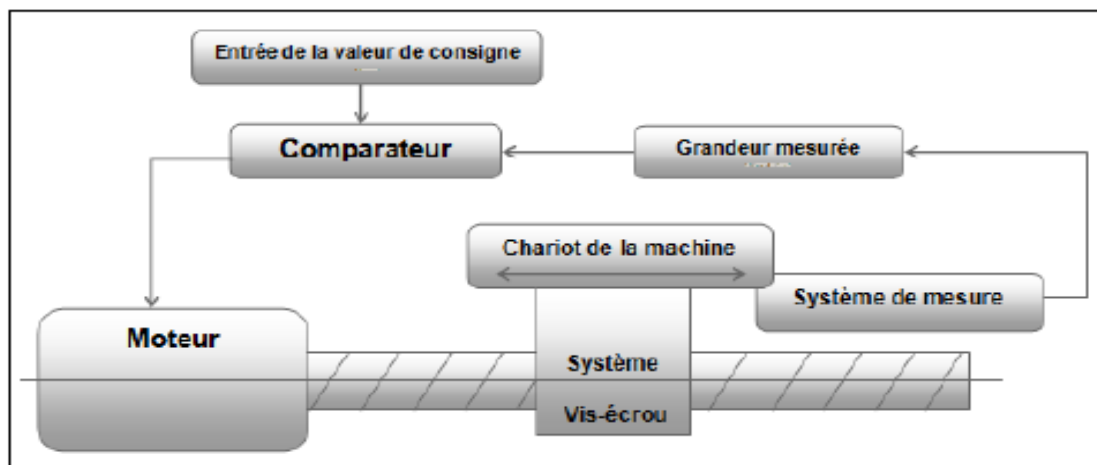 Entrée de la valeur de consigne
Comparateur
Grandeur mesurée
Chariot de la machine
Système de mesure
Moteur
Système
Vis-écrou